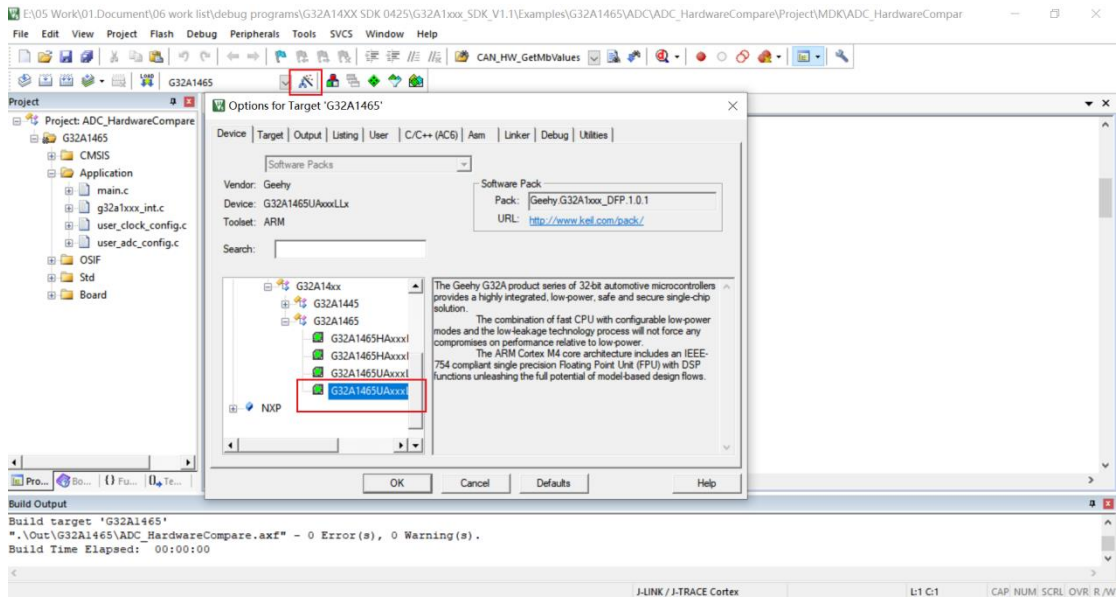 E:\05 Work\01.Document\06 work list\debug programs\G32A14XX SDK 0425\G32A1xxx_SDK_V1.1\Examples\G32A1465\ADC\ADC_HardwareCompare\Project\MDK\ADC_HardwareCompar
File Edit View Project Flash Debug Peripherals Tools SVCS Window Help
CAN_HW_GetMbValues
LOAD
G32A1465
Project
Project: ADC_HardwareCompare
G32A1465
CMSIS
Application
main.c
g32a1xxx_int.c
user_clock_config.c
user_adc_config.c
OSIF
Std
Board
Options for Target 'G32A1465'
Device Target Output Listing User C/C++ (AC6) Asm Linker Debug Utilities
Software Packs
Vendor: Geehy
Device: G32A1465UAxxxLLx
Toolset: ARM
Search:
Software Pack
Pack: Geehy.G32A1xxx_DFP.1.0.1
URL: http://www.keil.com/pack/
G32A14xx
G32A1445
G32A1465
G32A1465HAxxxl
G32A1465HAxxxl
G32A1465UAxxxL
G32A1465UAxxxl
NXP
The Geehy G32A product series of 32-bit automotive microcontrollers
provides a highly integrated, low-power, safe and secure single-chip
solution.
The combination of fast CPU with configurable low-power
modes and the low-leakage technology process will not force any
compromises on performance relative to low-power.
The ARM Cortex M4 core architecture includes an IEEE-
754 compliant single precision Floating Point Unit (FPU) with DSP
functions unleashing the full potential of model-based design flows.
OK Cancel Defaults Help
Pro... Bo... {} Fu... Te...
Build Output
Build target 'G32A1465'
".\Out\G32A1465\ADC_HardwareCompare.axf" - 0 Error(s), 0 Warning(s).
Build Time Elapsed: 00:00:00
J-LINK / J-TRACE Cortex L:1 C:1 CAP NUM SCRL OVR R/W